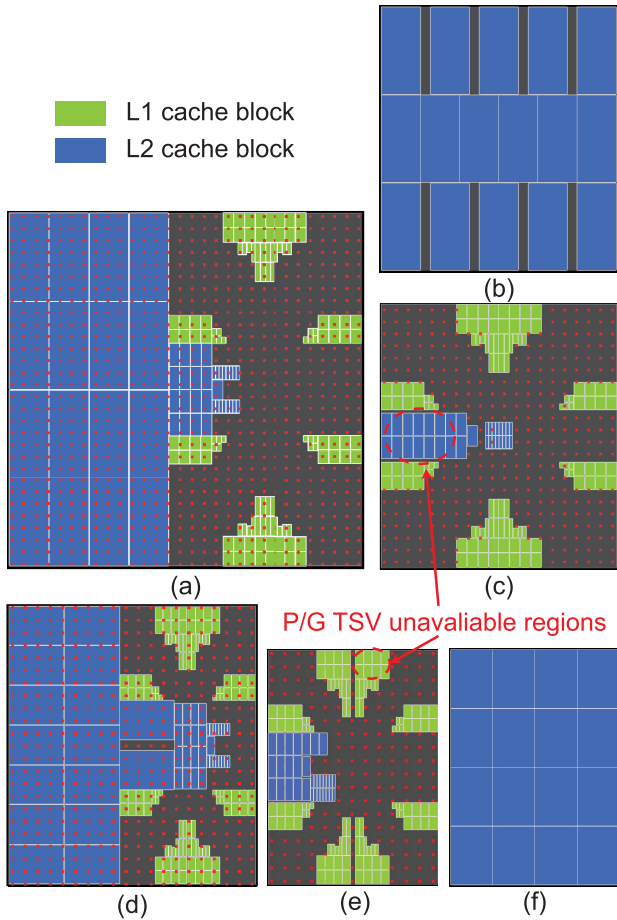 L1 cache block
L2 cache block
(b)
(a)
(c)
P/G TSV unavaliable regions
(d)
(e)
(f)